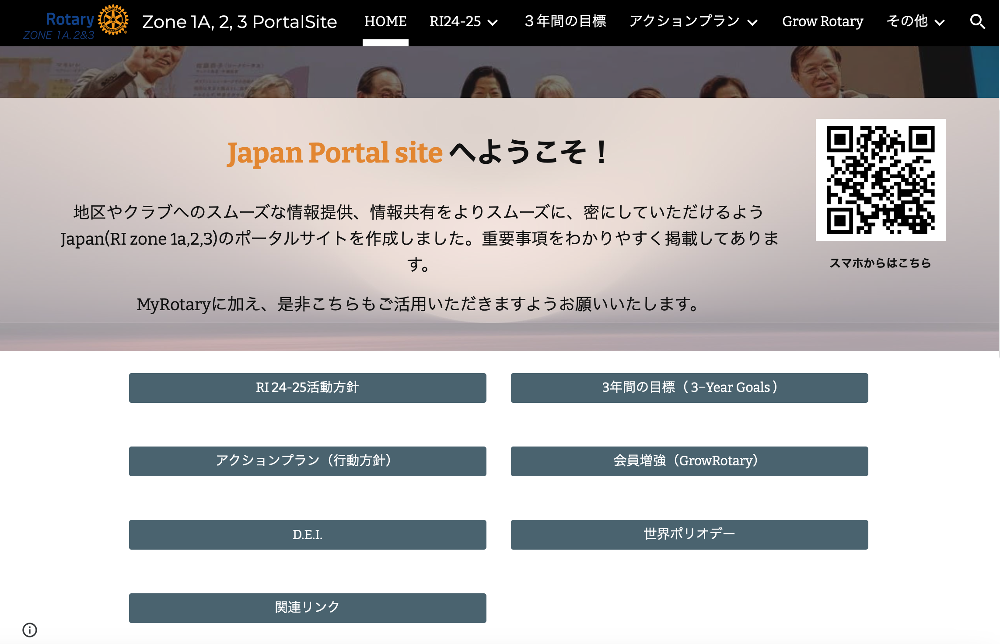 Rotary
ZONE 1A, 2&3
Zone 1A, 2, 3 PortalSite
HOME
RI24-25
３年間の目標
アクションプラン
Grow Rotary
その他
Japan Portal site へようこそ！
地区やクラブへのスムーズな情報提供、情報共有をよりスムーズに、密にしていただけるよう
Japan(RI zone 1a,2,3)のポータルサイトを作成しました。重要事項をわかりやすく掲載してありま
す。
MyRotaryに加え、是非こちらもご活用いただきますようお願いいたします。
スマホからはこちら
RI 24-25活動方針
3年間の目標（ 3-Year Goals ）
アクションプラン（行動方針）
会員増強（GrowRotary）
D.E.I.
世界ポリオデー
関連リンク